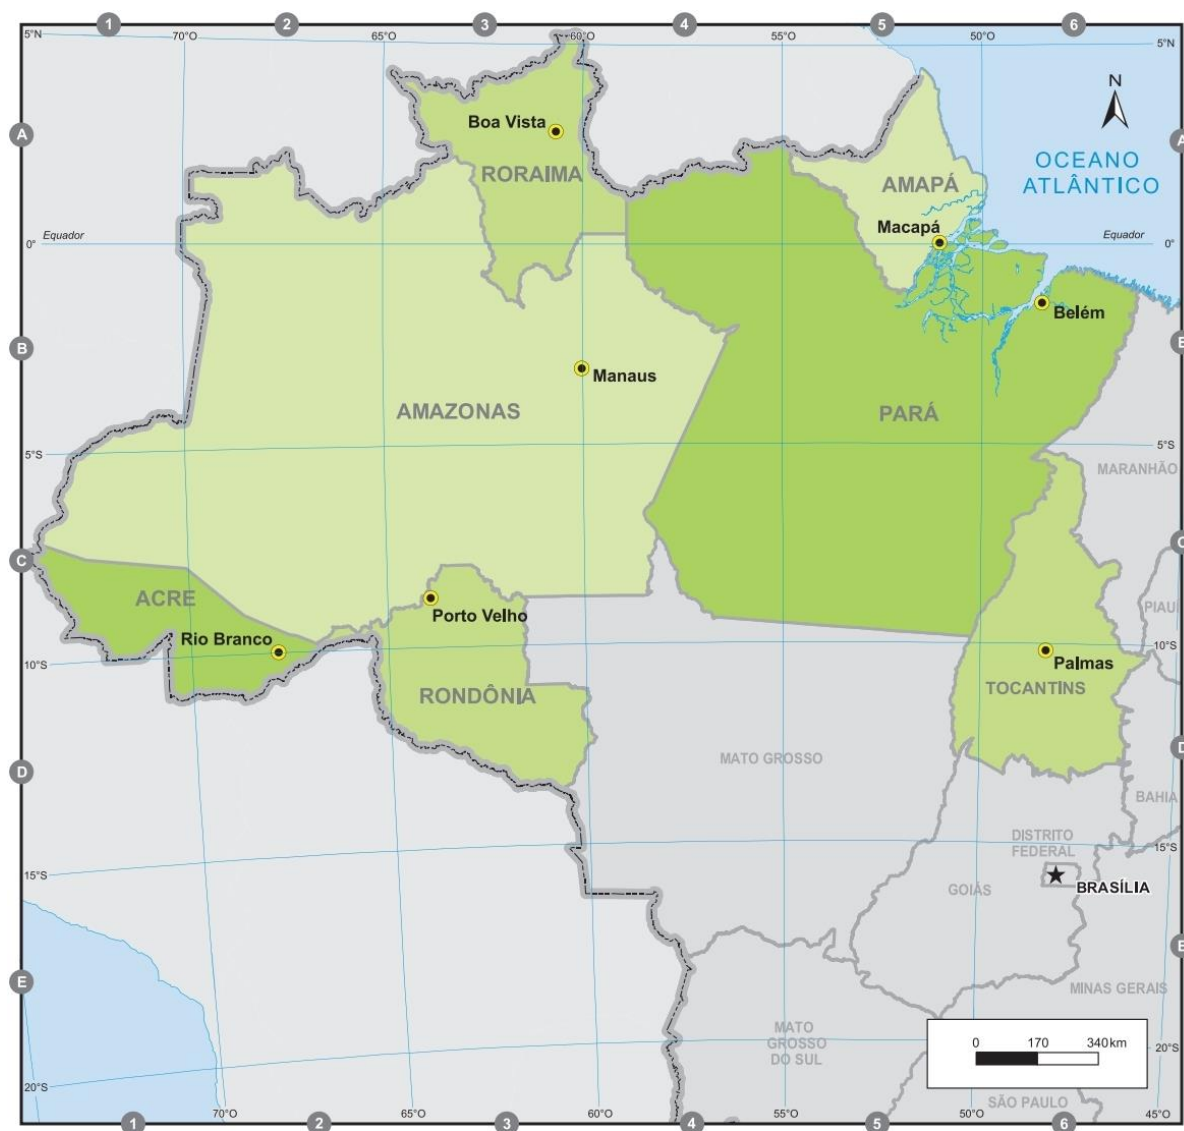 1
2
3
4
5
6
5°N
70°O
65°O
60°O
55°O
50°O
5°N
N
A
Boa Vista
A
OCEANO
ATLÂNTICO
RORAIMA
AMAPÁ
Macapá
0°
Equador
Equador
0°
Belém
B
Manaus
AMAZONAS
PARÁ
5°S
5°S
MARANHÃO
C
C
ACRE
Porto Velho
PIAUÍ
Rio Branco
10°S
10°S
Palmas
RONDÔNIA
TOCANTINS
D
MATO GROSSO
D
BAHIA
DISTRITO
FEDERAL
15°S
15°S
GOIÁS
BRASÍLIA
E
MINAS GERAIS
MATO
GROSSO
DO SUL
0 170 340 km
20°S
20°S
SÃO PAULO
70°O
65°O
60°O
55°O
50°O
45°O
1
2
3
4
5
6